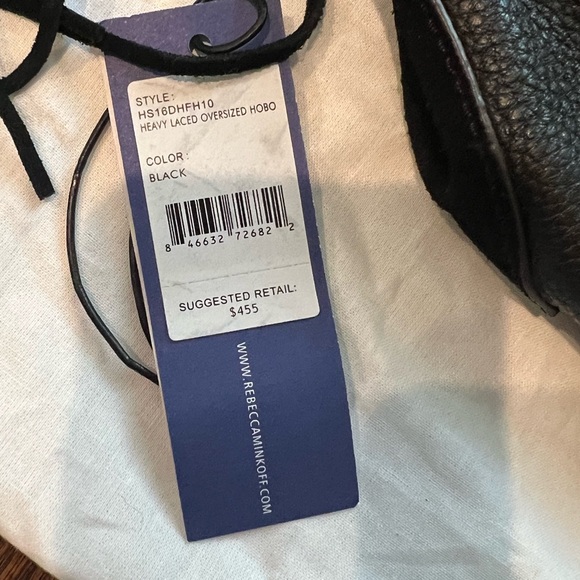 STYLE:
HS16DHFH10
HEAVY LACED OVERSIZED HOBO
COLOR:
BLACK
8 46632 72682 2
SUGGESTED RETAIL:
$455
WWW.REBECCAMINKOFF.COM